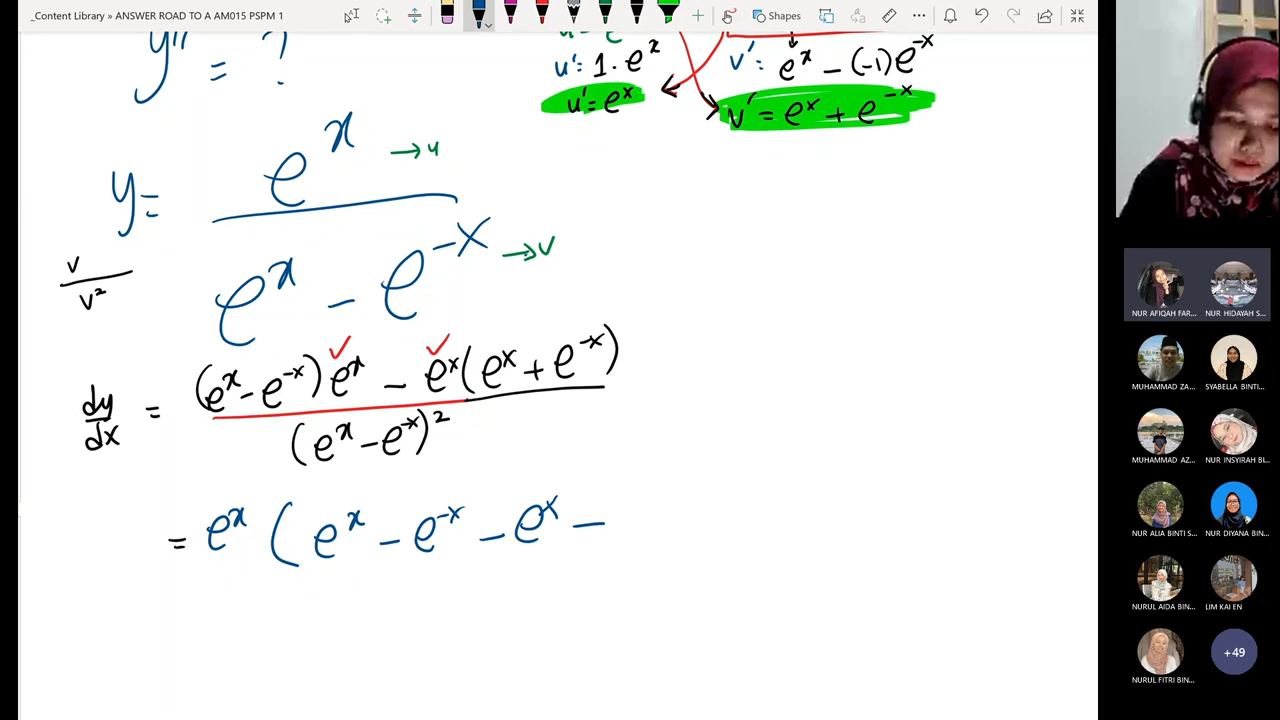 _Content Library » ANSWER ROAD TO A AM015 PSPM 1
Shapes
y'' = ?
u': 1 · e^x
u' = e^x
v': e^x - (-1)e^-x
v' = e^x + e^-x
y = e^x → u
e^x - e^-x → v
v
v²
dy/dx = (e^x - e^-x) e^x - e^x (e^x + e^-x)
(e^x - e^-x)²
= e^x ( e^x - e^-x - e^x -
NUR AFIQAH FAR...
NUR HIDAYAH S...
MUHAMMAD ZA...
SYABELLA BINTI...
MUHAMMAD AZ...
NUR INSYIRAH BI...
NUR ALIA BINTI S...
NUR DIYANA BIN...
NURUL AIDA BIN...
LIM KAI EN
NURUL FITRI BIN...
+49